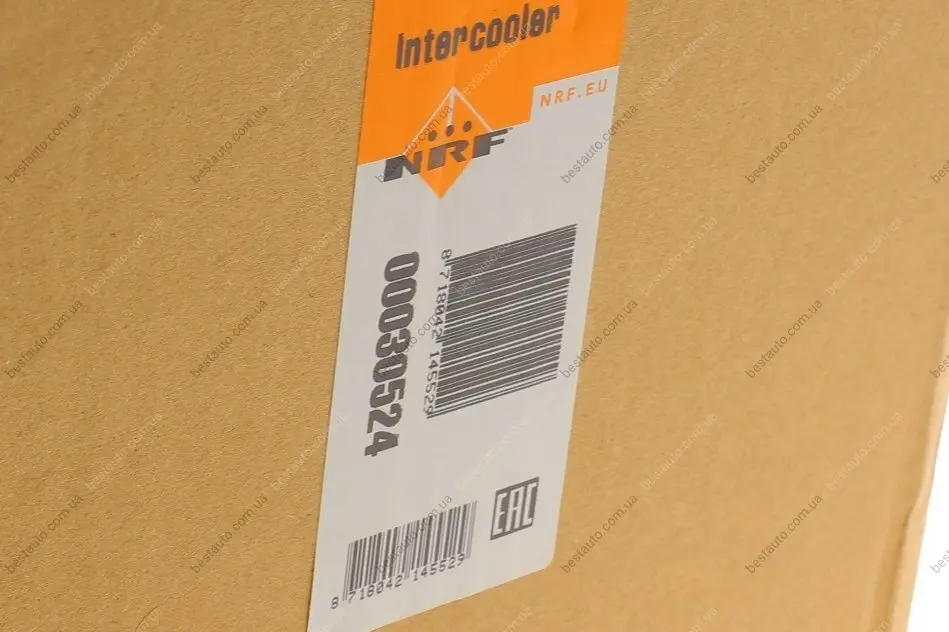 Intercooler
NRF.EU
NRF
00030524
8 718042 145529
EAC
8 718042 145529
bestauto.com.ua